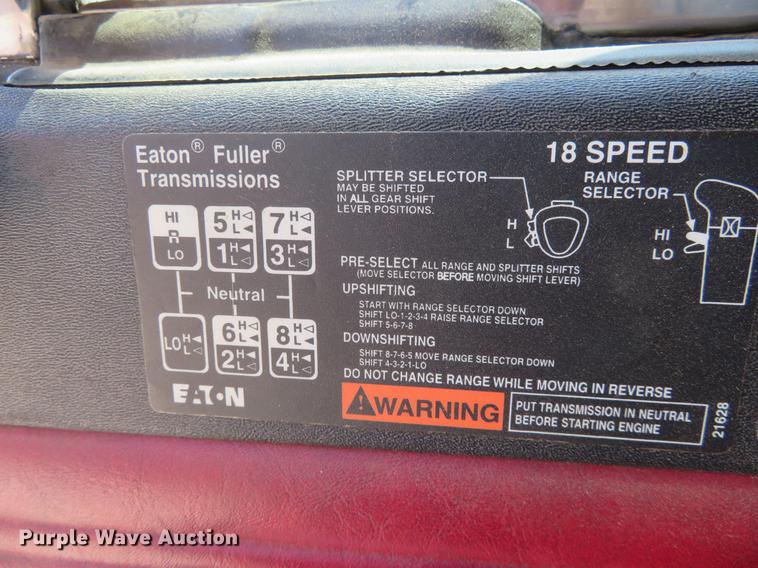 Eaton® Fuller®
Transmissions
18 SPEED
SPLITTER SELECTOR
MAY BE SHIFTED
IN ALL GEAR SHIFT
LEVER POSITIONS.
H
L
RANGE
SELECTOR
HI
LO
HI
R
LO
5 H L
1 H L
7 H L
3 H L
Neutral
LO H L
6 H L
2 H L
8 H L
4 H L
EATON
PRE-SELECT ALL RANGE AND SPLITTER SHIFTS
(MOVE SELECTOR BEFORE MOVING SHIFT LEVER)
UPSHIFTING
START WITH RANGE SELECTOR DOWN
SHIFT LO-1-2-3-4 RAISE RANGE SELECTOR
SHIFT 5-6-7-8
DOWNSHIFTING
SHIFT 8-7-6-5 MOVE RANGE SELECTOR DOWN
SHIFT 4-3-2-1-LO
DO NOT CHANGE RANGE WHILE MOVING IN REVERSE
WARNING
PUT TRANSMISSION IN NEUTRAL
BEFORE STARTING ENGINE
21628
Purple Wave Auction